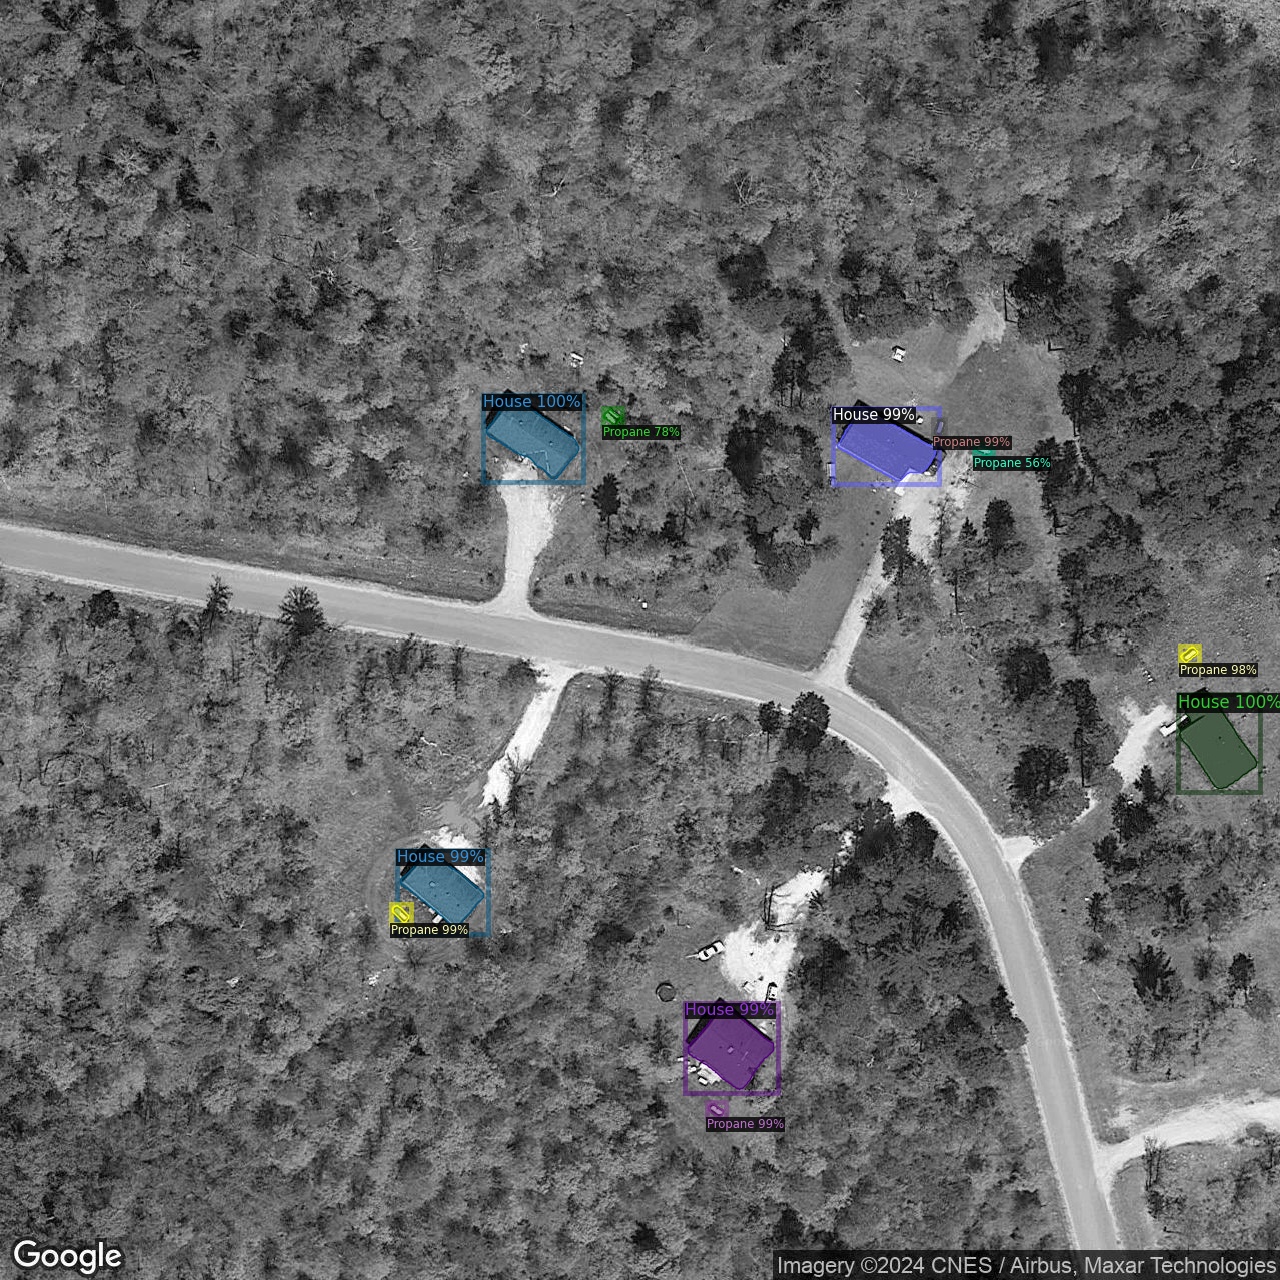 House 100%
Propane 78%
House 99%
Propane 99%
Propane 56%
Propane 98%
House 100%
House 99%
Propane 99%
House 99%
Propane 99%
Google
Imagery ©2024 CNES / Airbus, Maxar Technologies